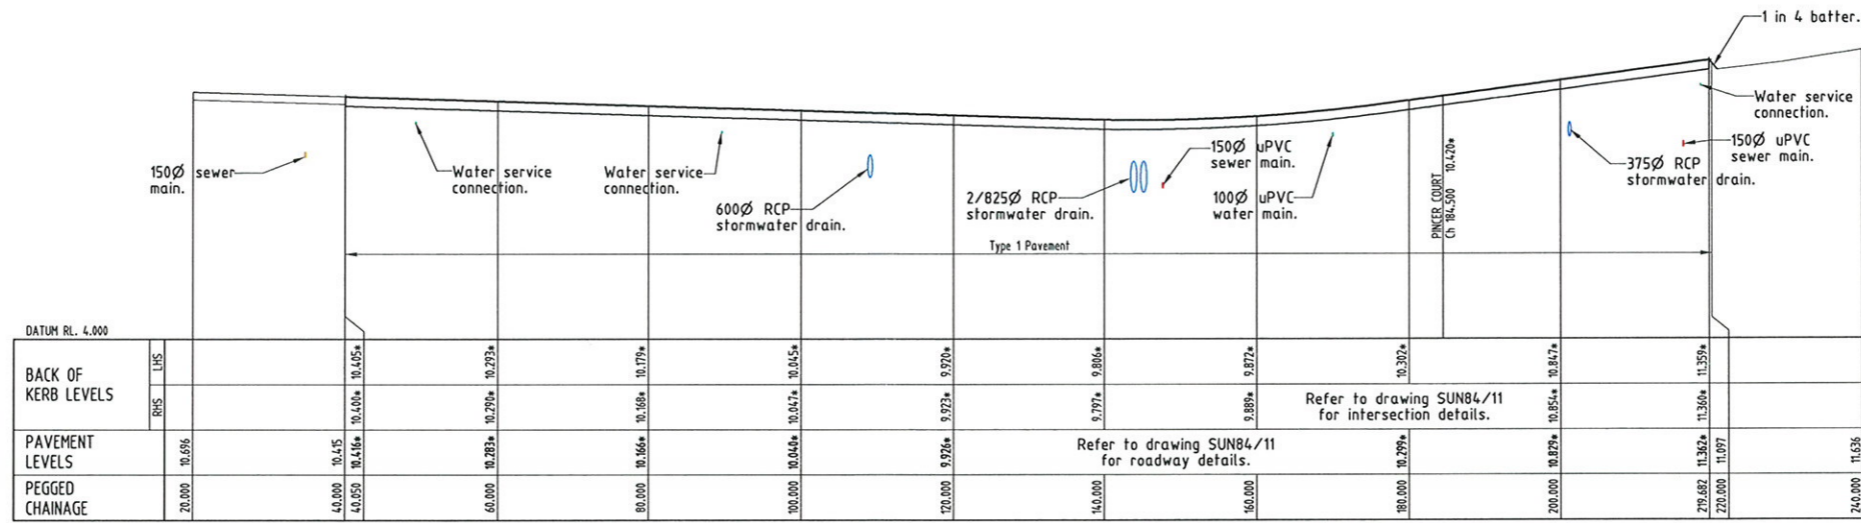 1 in 4 batter.
Water service
connection.
150Ø uPVC
sewer main.
375Ø RCP
stormwater drain.
150Ø sewer
main.
Water service
connection.
Water service
connection.
600Ø RCP
stormwater drain.
2/825Ø RCP
stormwater drain.
150Ø uPVC
sewer main.
100Ø uPVC
water main.
PINCER COURT
Ch 184.500 10.420*
Type 1 Pavement
DATUM RL. 4.000
BACK OF
KERB LEVELS
LHS
10.405* 10.293* 10.179* 10.045* 9.920* 9.806* 9.872* 10.302* 10.847* 11.359*
RHS
10.400* 10.290* 10.168* 10.047* 9.923* 9.797* 9.889* 10.854* 11.360*
Refer to drawing SUN84/11
for intersection details.
PAVEMENT
LEVELS
10.696 10.415 10.416* 10.283* 10.166* 10.040* 9.926* 10.299* 10.829* 11.362* 11.097 11.636
Refer to drawing SUN84/11
for roadway details.
PEGGED
CHAINAGE
20.000 40.000 40.050 60.000 80.000 100.000 120.000 140.000 160.000 180.000 200.000 219.682 220.000 240.000